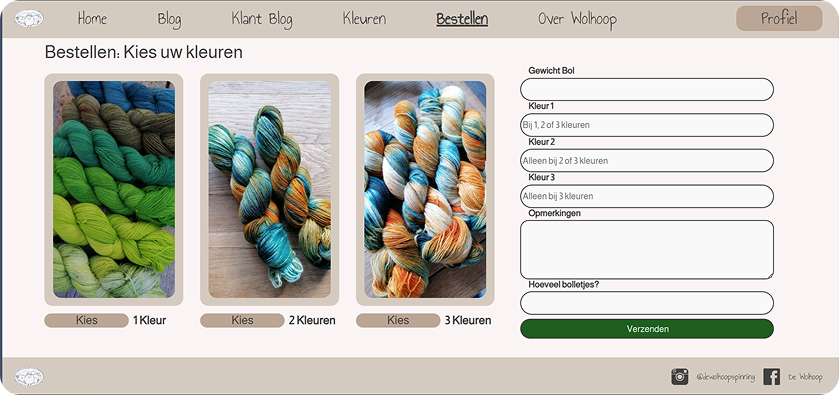 Home Blog Klant Blog Kleuren Bestellen Over Wolhoop Profiel
Bestellen: Kies uw kleuren
Kies 1 Kleur
Kies 2 Kleuren
Kies 3 Kleuren
Gewicht Bol
Kleur 1
Bij 1, 2 of 3 kleuren
Kleur 2
Alleen bij 2 of 3 kleuren
Kleur 3
Alleen bij 3 kleuren
Opmerkingen
Hoeveel bolletjes?
Verzenden
@dewolhoopspinning De Wolhoop